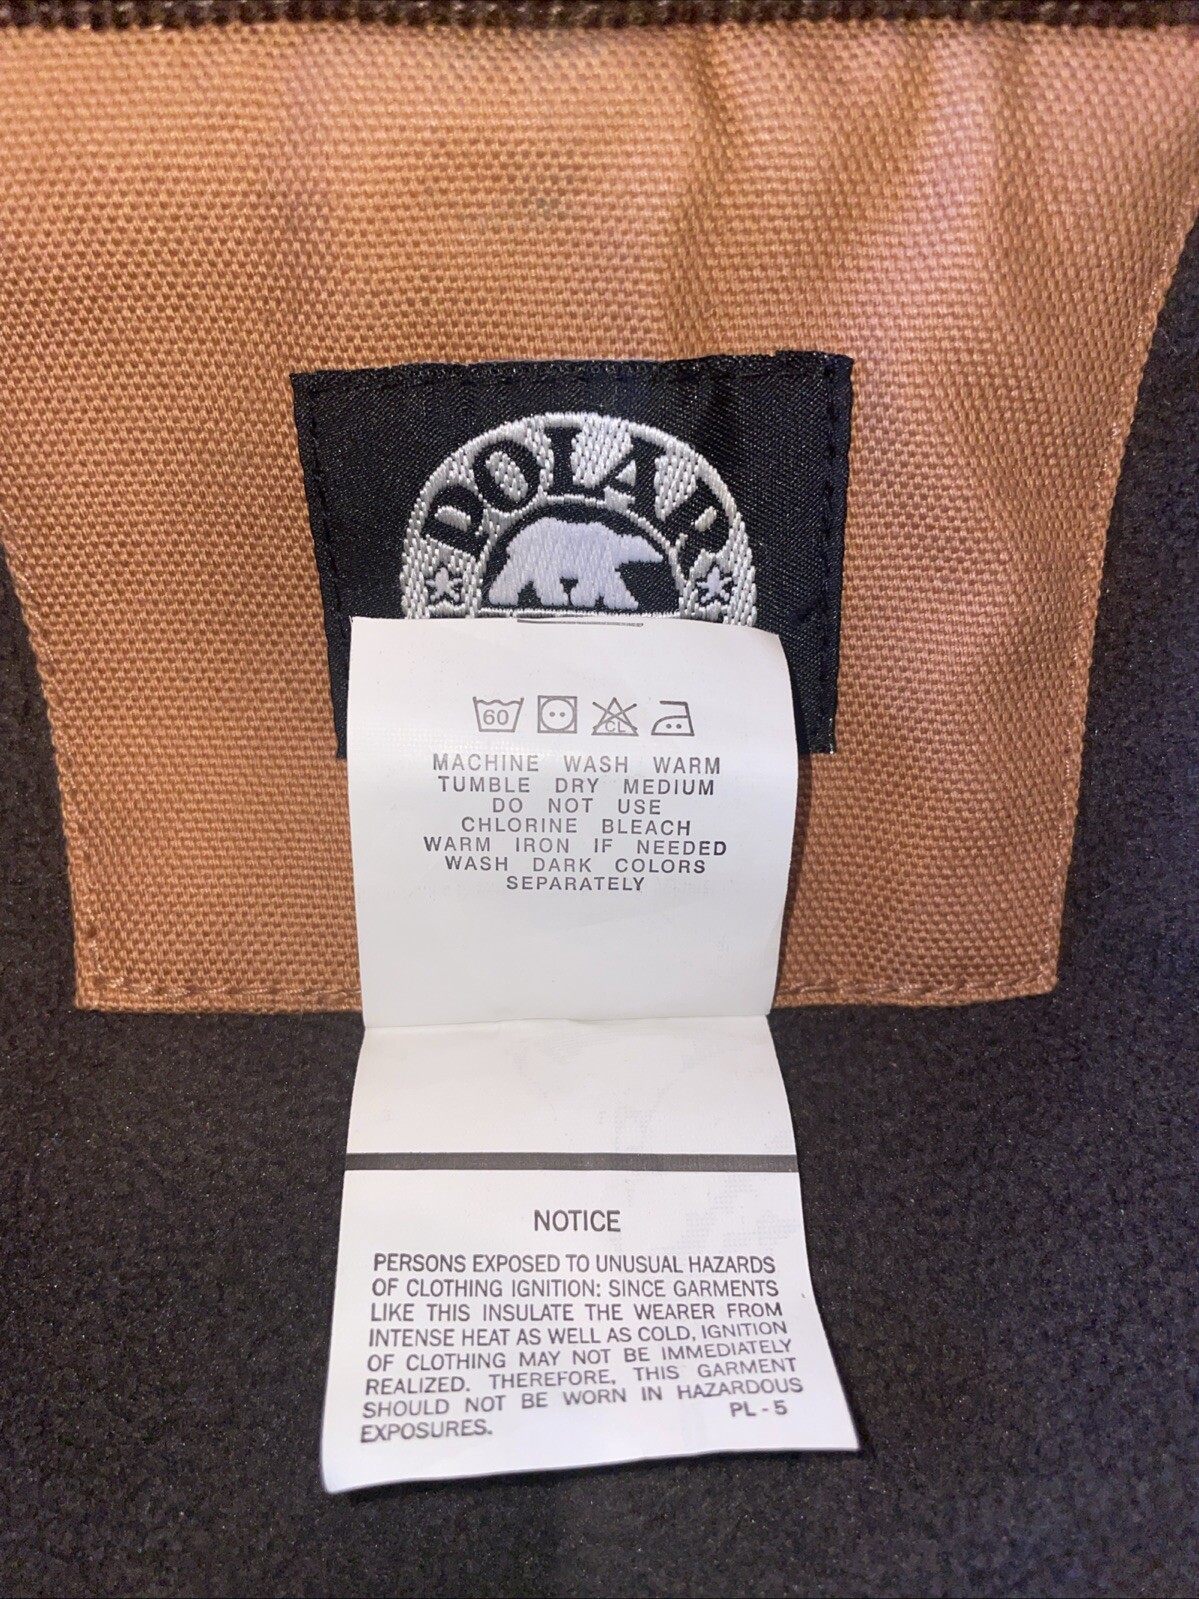 POLAR
60
CL
MACHINE WASH WARM
TUMBLE DRY MEDIUM
DO NOT USE
CHLORINE BLEACH
WARM IRON IF NEEDED
WASH DARK COLORS
SEPARATELY
NOTICE
PERSONS EXPOSED TO UNUSUAL HAZARDS
OF CLOTHING IGNITION: SINCE GARMENTS
LIKE THIS INSULATE THE WEARER FROM
INTENSE HEAT AS WELL AS COLD, IGNITION
OF CLOTHING MAY NOT BE IMMEDIATELY
REALIZED. THEREFORE, THIS GARMENT
SHOULD NOT BE WORN IN HAZARDOUS
EXPOSURES. PL-5